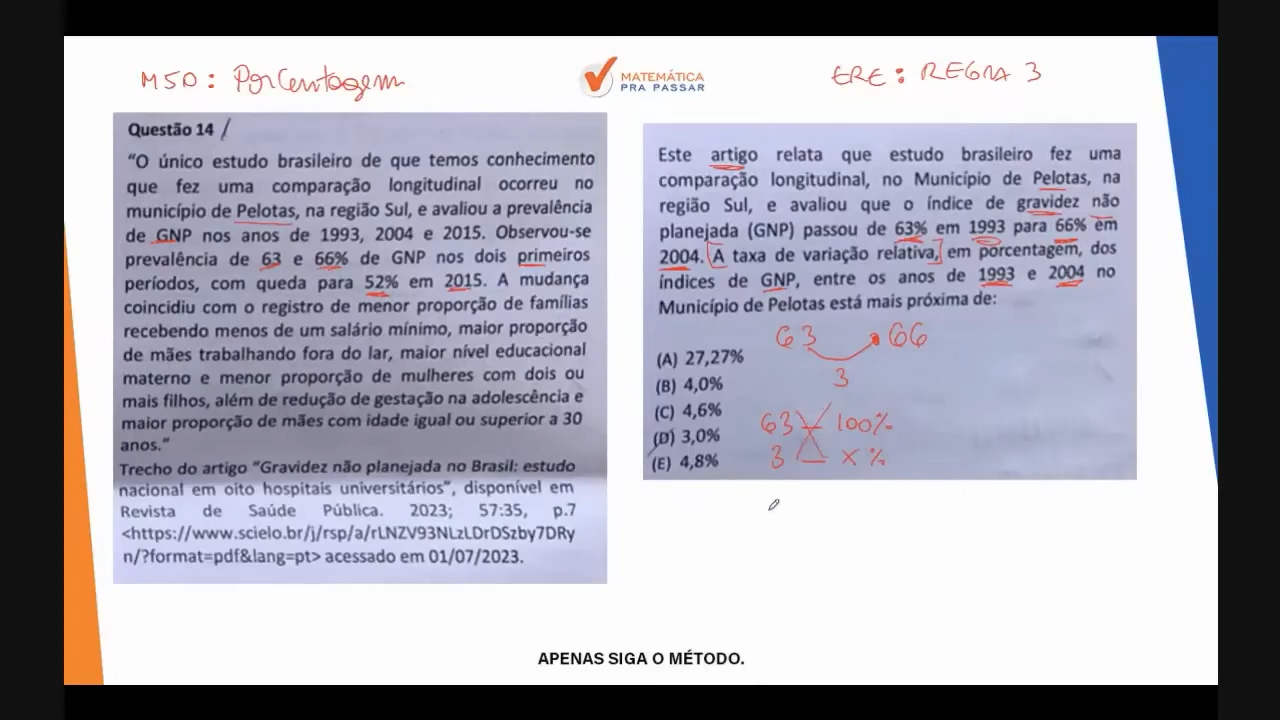 M5D: Porcentagem
MATEMÁTICA
PRA PASSAR
ERE: REGRA 3
Questão 14 /
“O único estudo brasileiro de que temos conhecimento
que fez uma comparação longitudinal ocorreu no
município de Pelotas, na região Sul, e avaliou a prevalência
de GNP nos anos de 1993, 2004 e 2015. Observou-se
prevalência de 63 e 66% de GNP nos dois primeiros
períodos, com queda para 52% em 2015. A mudança
coincidiu com o registro de menor proporção de famílias
recebendo menos de um salário mínimo, maior proporção
de mães trabalhando fora do lar, maior nível educacional
materno e menor proporção de mulheres com dois ou
mais filhos, além de redução de gestação na adolescência e
maior proporção de mães com idade igual ou superior a 30
anos.”
Trecho do artigo “Gravidez não planejada no Brasil: estudo
nacional em oito hospitais universitários”, disponível em
Revista de Saúde Pública. 2023; 57:35, p.7
<https://www.scielo.br/j/rsp/a/rLNZV93NLzLDrDSzby7DRy
n/?format=pdf&lang=pt> acessado em 01/07/2023.
Este artigo relata que estudo brasileiro fez uma
comparação longitudinal, no Município de Pelotas, na
região Sul, e avaliou que o índice de gravidez não
planejada (GNP) passou de 63% em 1993 para 66% em
2004. A taxa de variação relativa, em porcentagem, dos
índices de GNP, entre os anos de 1993 e 2004 no
Município de Pelotas está mais próxima de:
63 66
3
(A) 27,27%
(B) 4,0%
(C) 4,6%
(D) 3,0%
(E) 4,8%
63 100%
3 x %
APENAS SIGA O MÉTODO.